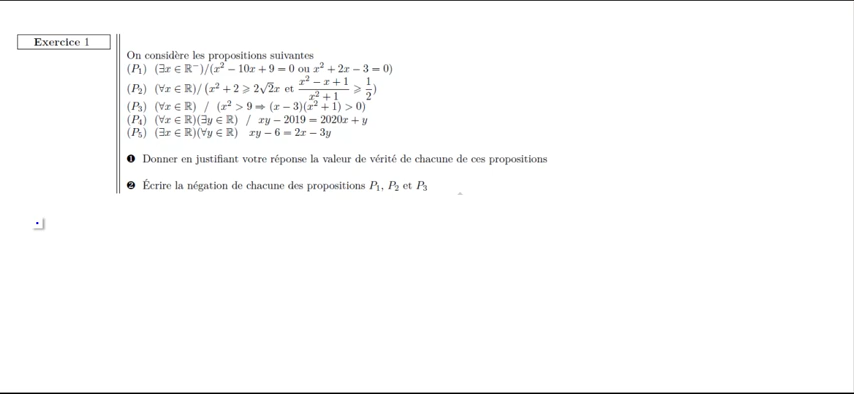 Exercice 1
On considère les propositions suivantes
(P₁) (∃x ∈ ℝ⁻)/(x² − 10x + 9 = 0 ou x² + 2x − 3 = 0)
(P₂) (∀x ∈ ℝ)/ (x² + 2 ⩾ 2√2x et (x² − x + 1)/(x² + 1) ⩾ 1/2)
(P₃) (∀x ∈ ℝ) / (x² > 9 ⇒ (x − 3)(x² + 1) > 0)
(P₄) (∀x ∈ ℝ)(∃y ∈ ℝ) / xy − 2019 = 2020x + y
(P₅) (∃x ∈ ℝ)(∀y ∈ ℝ) xy − 6 = 2x − 3y
❶ Donner en justifiant votre réponse la valeur de vérité de chacune de ces propositions
❷ Écrire la négation de chacune des propositions P₁, P₂ et P₃